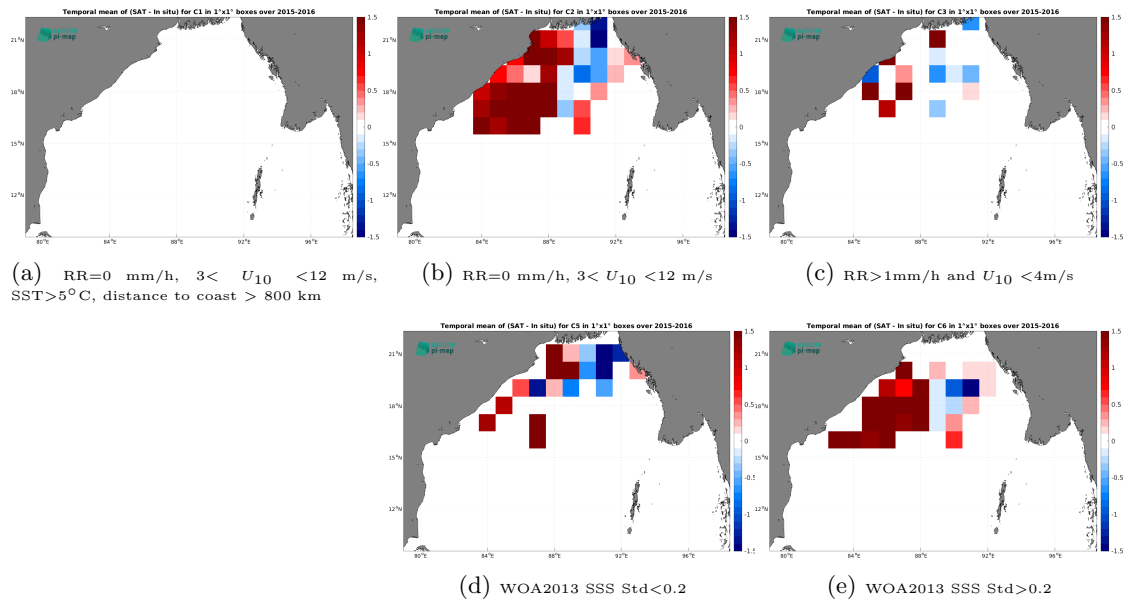 Temporal mean of (SAT - In situ) for C1 in 1°x1° boxes over 2015-2016
pi-mep
21°N
18°N
15°N
12°N
80°E 84°E 88°E 92°E 96°E
1.5
1
0.5
0
-0.5
-1
-1.5
(a) RR=0 mm/h, 3< U10 <12 m/s,
SST>5°C, distance to coast > 800 km
Temporal mean of (SAT - In situ) for C2 in 1°x1° boxes over 2015-2016
pi-mep
21°N
18°N
15°N
12°N
80°E 84°E 88°E 92°E 96°E
1.5
1
0.5
0
-0.5
-1
-1.5
(b) RR=0 mm/h, 3< U10 <12 m/s
Temporal mean of (SAT - In situ) for C3 in 1°x1° boxes over 2015-2016
pi-mep
21°N
18°N
15°N
12°N
80°E 84°E 88°E 92°E 96°E
1.5
1
0.5
0
-0.5
-1
-1.5
(c) RR>1mm/h and U10 <4m/s
Temporal mean of (SAT - In situ) for C5 in 1°x1° boxes over 2015-2016
pi-mep
21°N
18°N
15°N
12°N
80°E 84°E 88°E 92°E 96°E
1.5
1
0.5
0
-0.5
-1
-1.5
(d) WOA2013 SSS Std<0.2
Temporal mean of (SAT - In situ) for C6 in 1°x1° boxes over 2015-2016
pi-mep
21°N
18°N
15°N
12°N
80°E 84°E 88°E 92°E 96°E
1.5
1
0.5
0
-0.5
-1
-1.5
(e) WOA2013 SSS Std>0.2